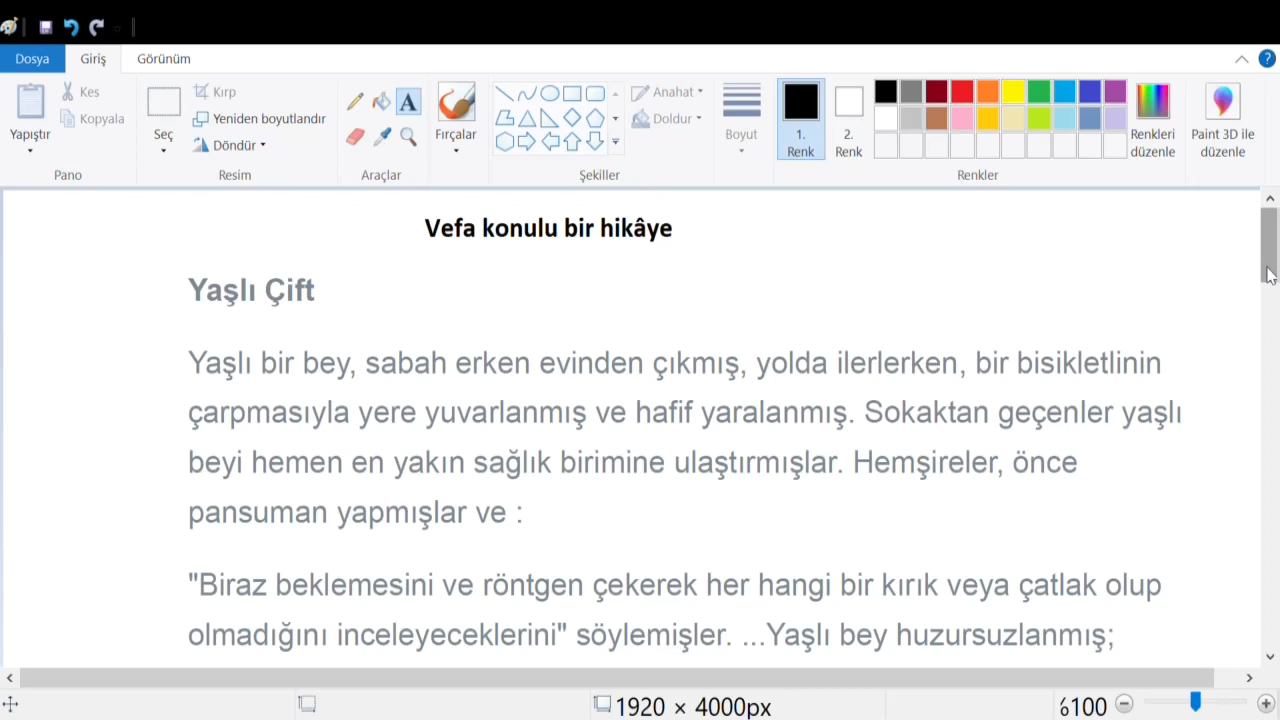 Dosya Giriş Görünüm
Kes
Kopyala
Yapıştır
Pano
Seç
Kırp
Yeniden boyutlandır
Döndür
Resim
A
Araçlar
Fırçalar
Anahat
Doldur
Şekiller
Boyut
1.
Renk
2.
Renk
Renkleri
düzenle
Renkler
Paint 3D ile
düzenle
Vefa konulu bir hikâye
Yaşlı Çift
Yaşlı bir bey, sabah erken evinden çıkmış, yolda ilerlerken, bir bisikletlinin
çarpmasıyla yere yuvarlanmış ve hafif yaralanmış. Sokaktan geçenler yaşlı
beyi hemen en yakın sağlık birimine ulaştırmışlar. Hemşireler, önce
pansuman yapmışlar ve :
"Biraz beklemesini ve röntgen çekerek her hangi bir kırık veya çatlak olup
olmadığını inceleyeceklerini" söylemişler. ...Yaşlı bey huzursuzlanmış;
1920 × 4000px
100